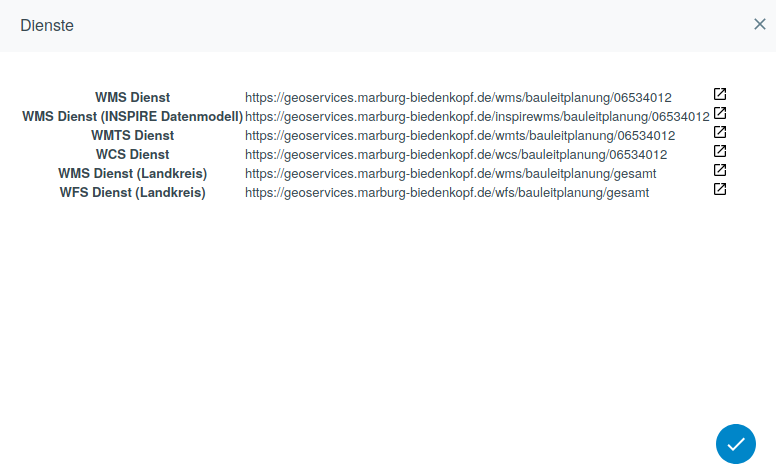 Dienste
WMS Dienst https://geoservices.marburg-biedenkopf.de/wms/bauleitplanung/06534012
WMS Dienst (INSPIRE Datenmodell) https://geoservices.marburg-biedenkopf.de/inspirewms/bauleitplanung/06534012
WMTS Dienst https://geoservices.marburg-biedenkopf.de/wmts/bauleitplanung/06534012
WCS Dienst https://geoservices.marburg-biedenkopf.de/wcs/bauleitplanung/06534012
WMS Dienst (Landkreis) https://geoservices.marburg-biedenkopf.de/wms/bauleitplanung/gesamt
WFS Dienst (Landkreis) https://geoservices.marburg-biedenkopf.de/wfs/bauleitplanung/gesamt